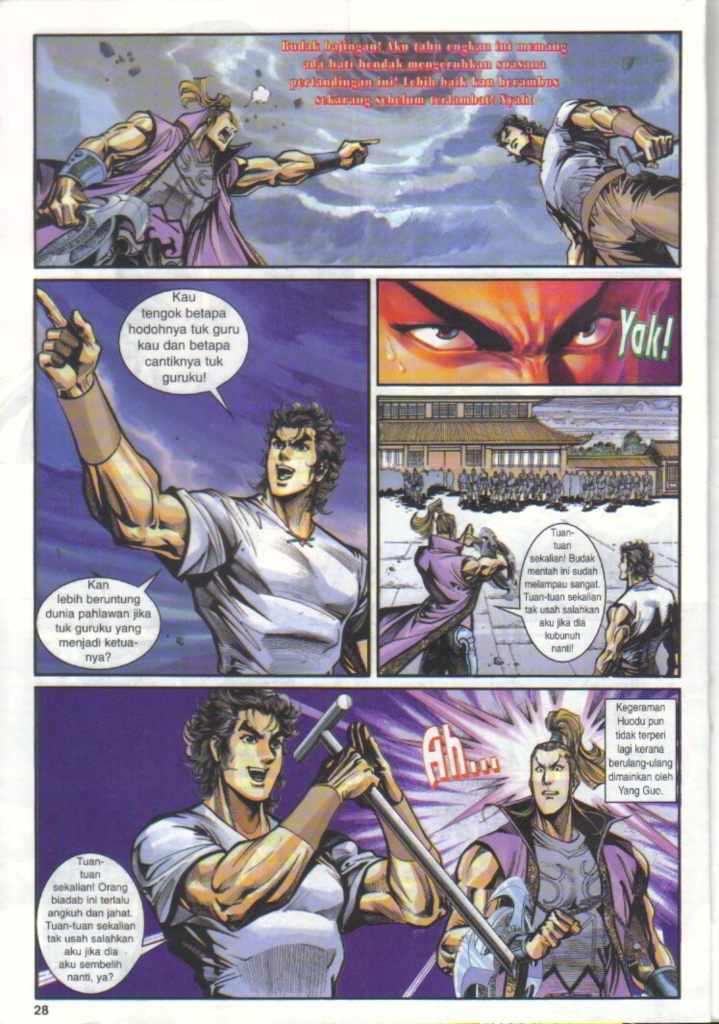 Budak bajingan! Aku tahu engkau ini memang
ada hati hendak mengeruhkan suasana
pertandingan ini! Lebih baik kau berambus
sekarang sebelum terlambat! Nyah!
Kau
tengok betapa
hodohnya tuk guru
kau dan betapa
cantiknya tuk
guruku!
Kan
lebih beruntung
dunia pahlawan jika
tuk guruku yang
menjadi ketua-
nya?
Yak!
Tuan-
tuan
sekalian! Budak
mentah ini sudah
melampau sangat.
Tuan-tuan sekalian
tak usah salahkan
aku jika dia
kubunuh
nanti!
Tuan-
tuan
sekalian! Orang
biadab ini terlalu
angkuh dan jahat.
Tuan-tuan sekalian
tak usah salahkan
aku jika dia
aku sembelih
nanti, ya?
Ah...
Kegeraman
Huodu pun
tidak terperi
lagi kerana
berulang-ulang
dimainkan oleh
Yang Guo.
28